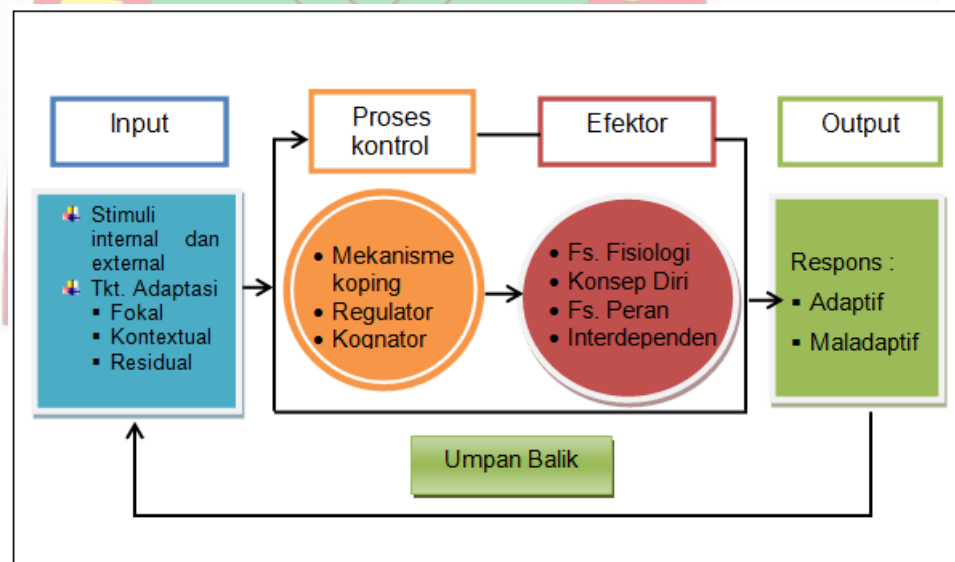 Input
Proses
kontrol
Efektor
Output
Stimuli
internal dan
external
Tkt. Adaptasi
Fokal
Kontextual
Residual
• Mekanisme
koping
• Regulator
• Kognator
• Fs. Fisiologi
• Konsep Diri
• Fs. Peran
• Interdependen
Respons :
▪ Adaptif
▪ Maladaptif
Umpan Balik